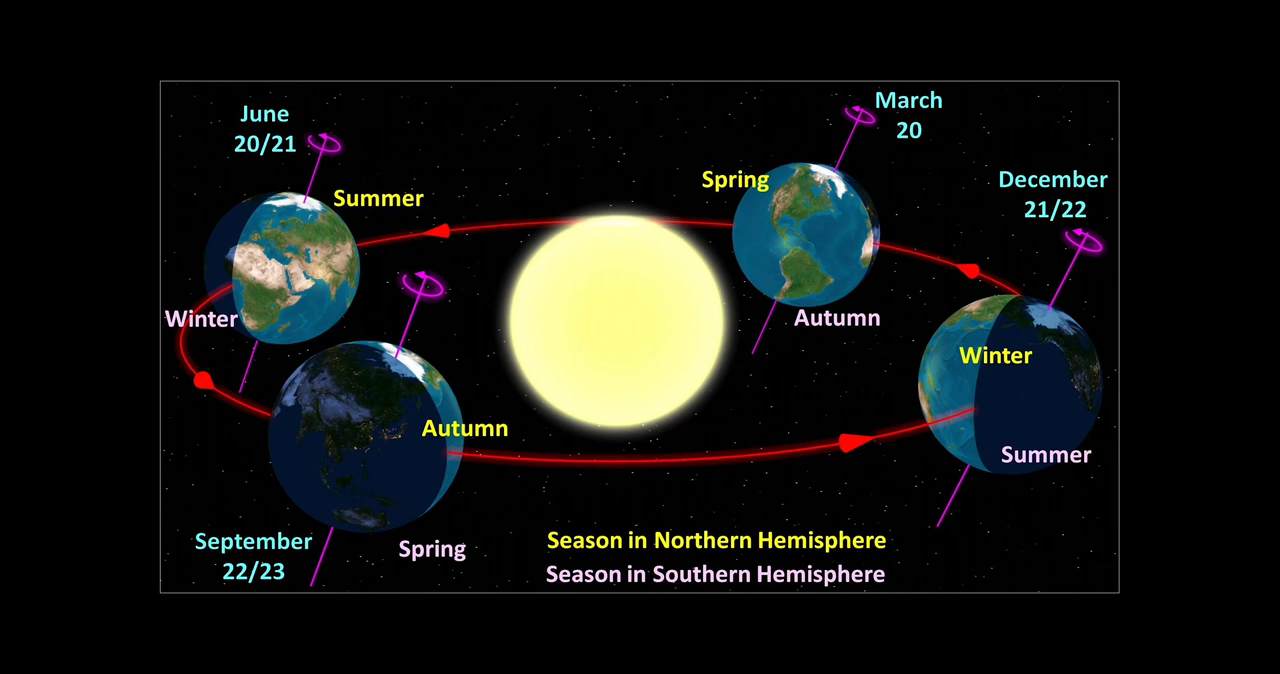 June
20/21
Summer
Winter
March
20
Spring
Autumn
December
21/22
Winter
Summer
Autumn
September
22/23
Spring
Season in Northern Hemisphere
Season in Southern Hemisphere